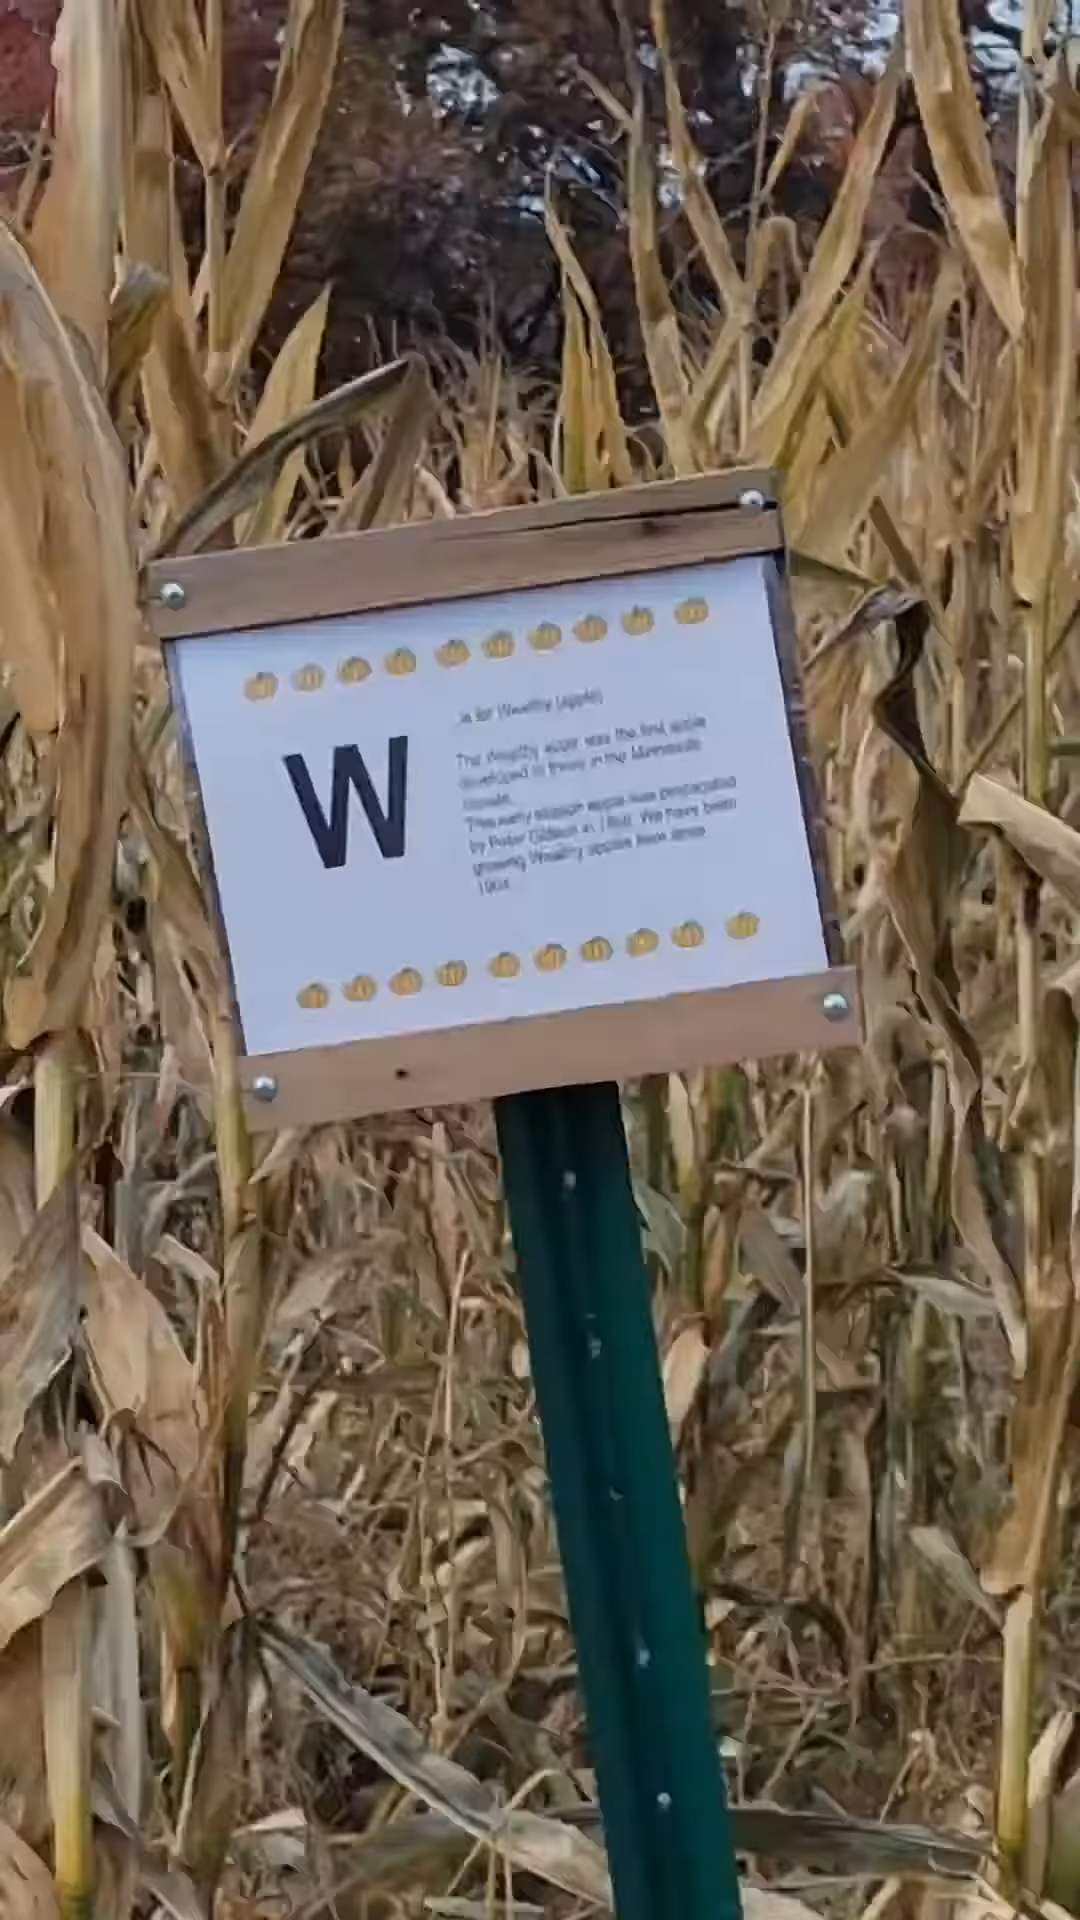 W
is for Wealthy (apple)
The Wealthy apple was the first apple
developed to thrive in the Minnesota
climate.
This early season apple was propagated
by Peter Gideon in 1868. We have been
growing Wealthy apples here since